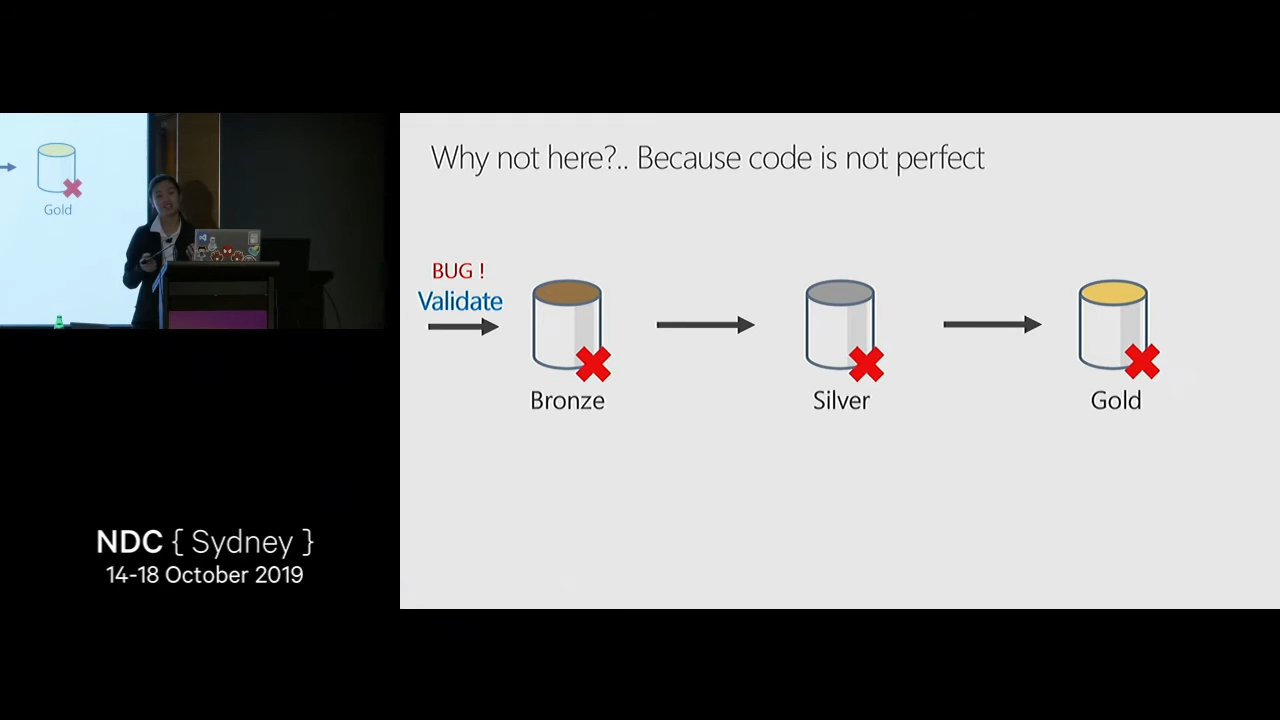 Gold
Why not here?.. Because code is not perfect
BUG !
Validate
Bronze
Silver
Gold
NDC { Sydney }
14-18 October 2019